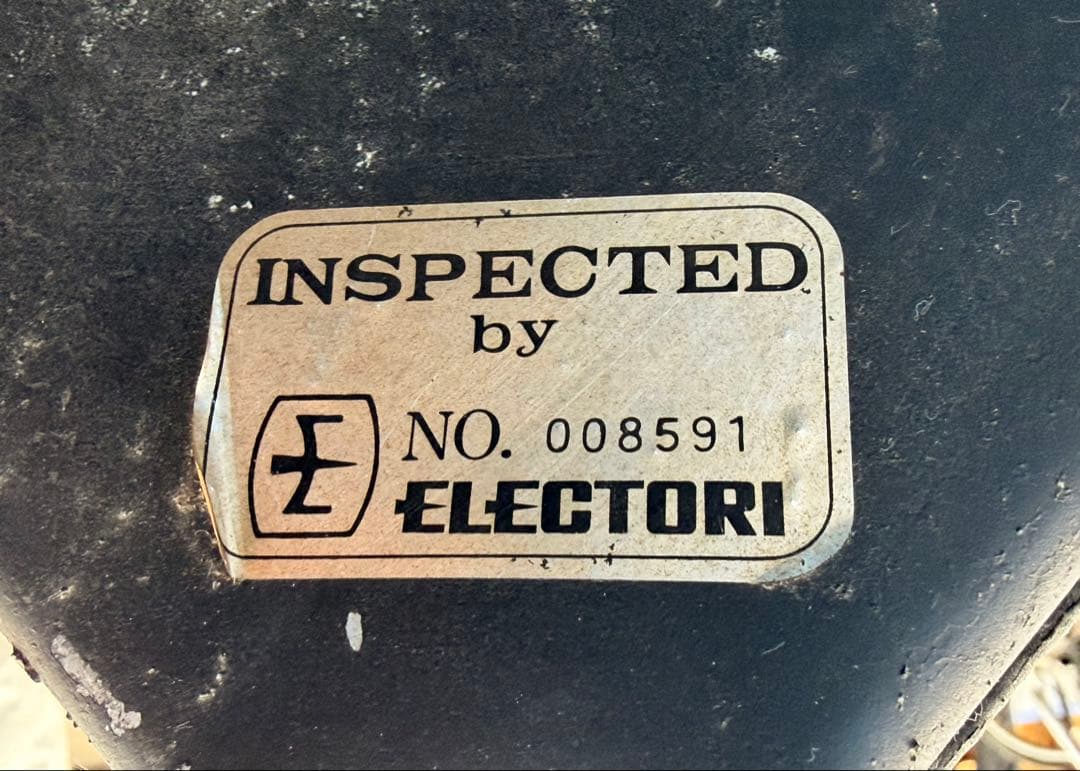 INSPECTED
by
NO. 008591
ELECTORI